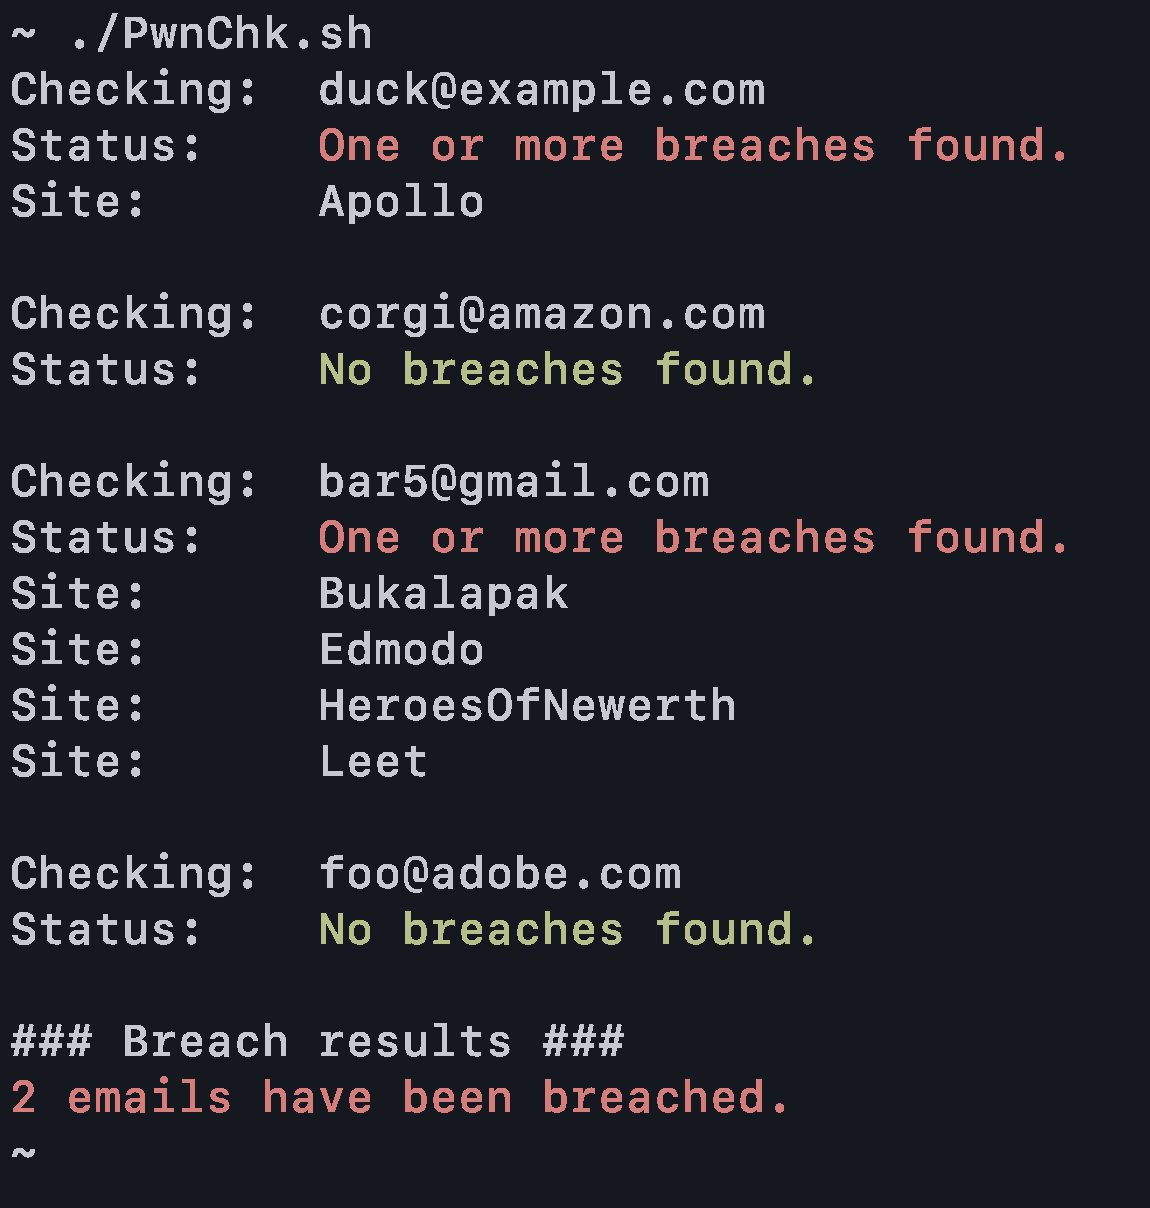 ~ ./PwnChk.sh
Checking:  duck@example.com
Status:    One or more breaches found.
Site:      Apollo
Checking:  corgi@amazon.com
Status:    No breaches found.
Checking:  bar5@gmail.com
Status:    One or more breaches found.
Site:      Bukalapak
Site:      Edmodo
Site:      HeroesOfNewerth
Site:      Leet
Checking:  foo@adobe.com
Status:    No breaches found.
### Breach results ###
2 emails have been breached.
~